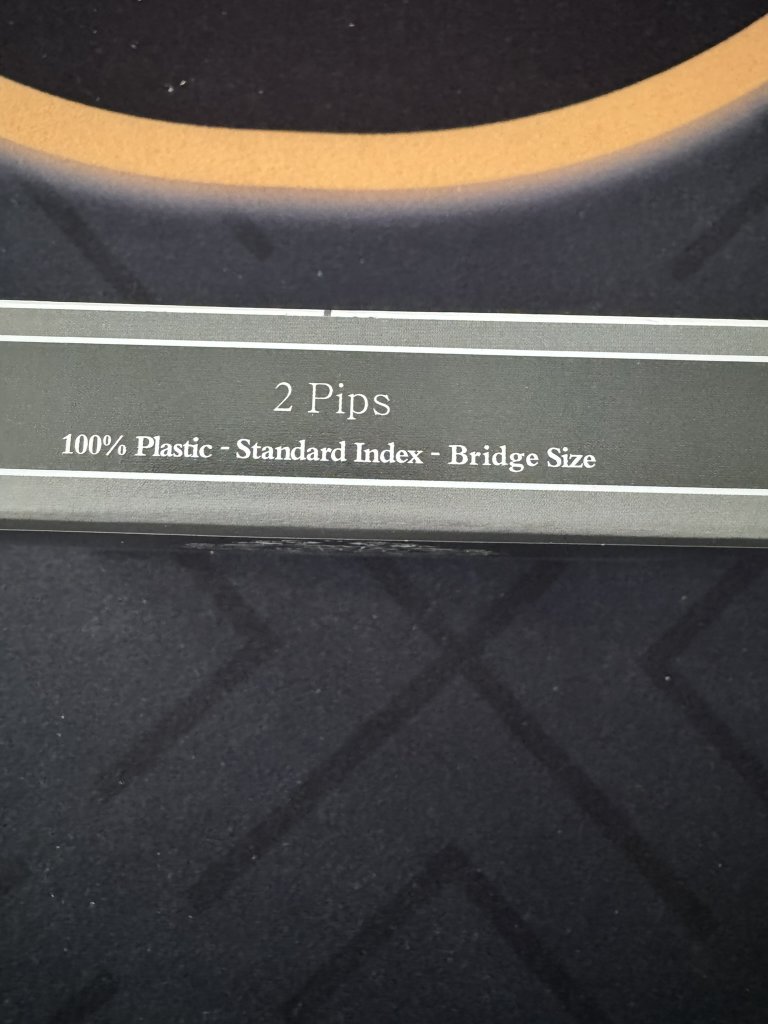 2 Pips
100% Plastic - Standard Index - Bridge Size